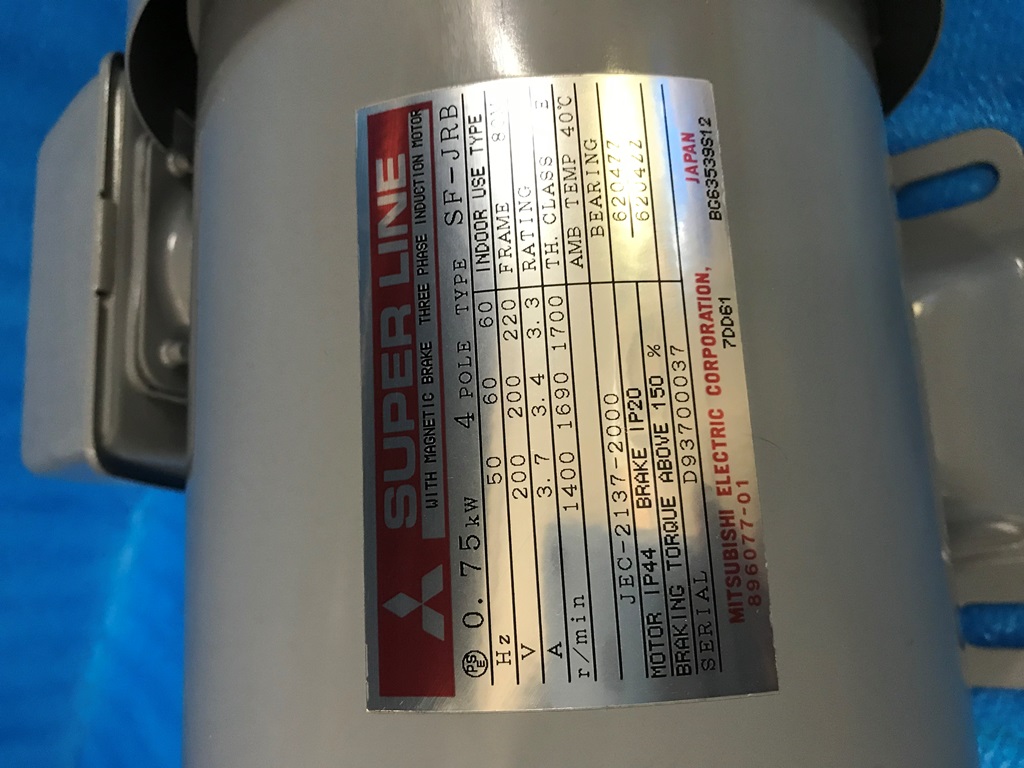 SUPER LINE
WITH MAGNETIC BRAKE THREE PHASE INDUCTION MOTOR
PSE 0.75kW 4 POLE TYPE SF-JRB
Hz 50 60 60 INDOOR USE TYPE
V 200 200 220 FRAME
A 3.7 3.4 3.3 RATING
r/min 1400 1690 1700 TH.CLASS E
AMB TEMP 40℃
BEARING
JEC-2137-2000 6204ZZ
MOTOR IP44 BRAKE IP20 6204ZZ
BRAKING TORQUE ABOVE 150 %
SERIAL D93700037
MITSUBISHI ELECTRIC CORPORATION, JAPAN
896077-01 7DD61 BG63539S12